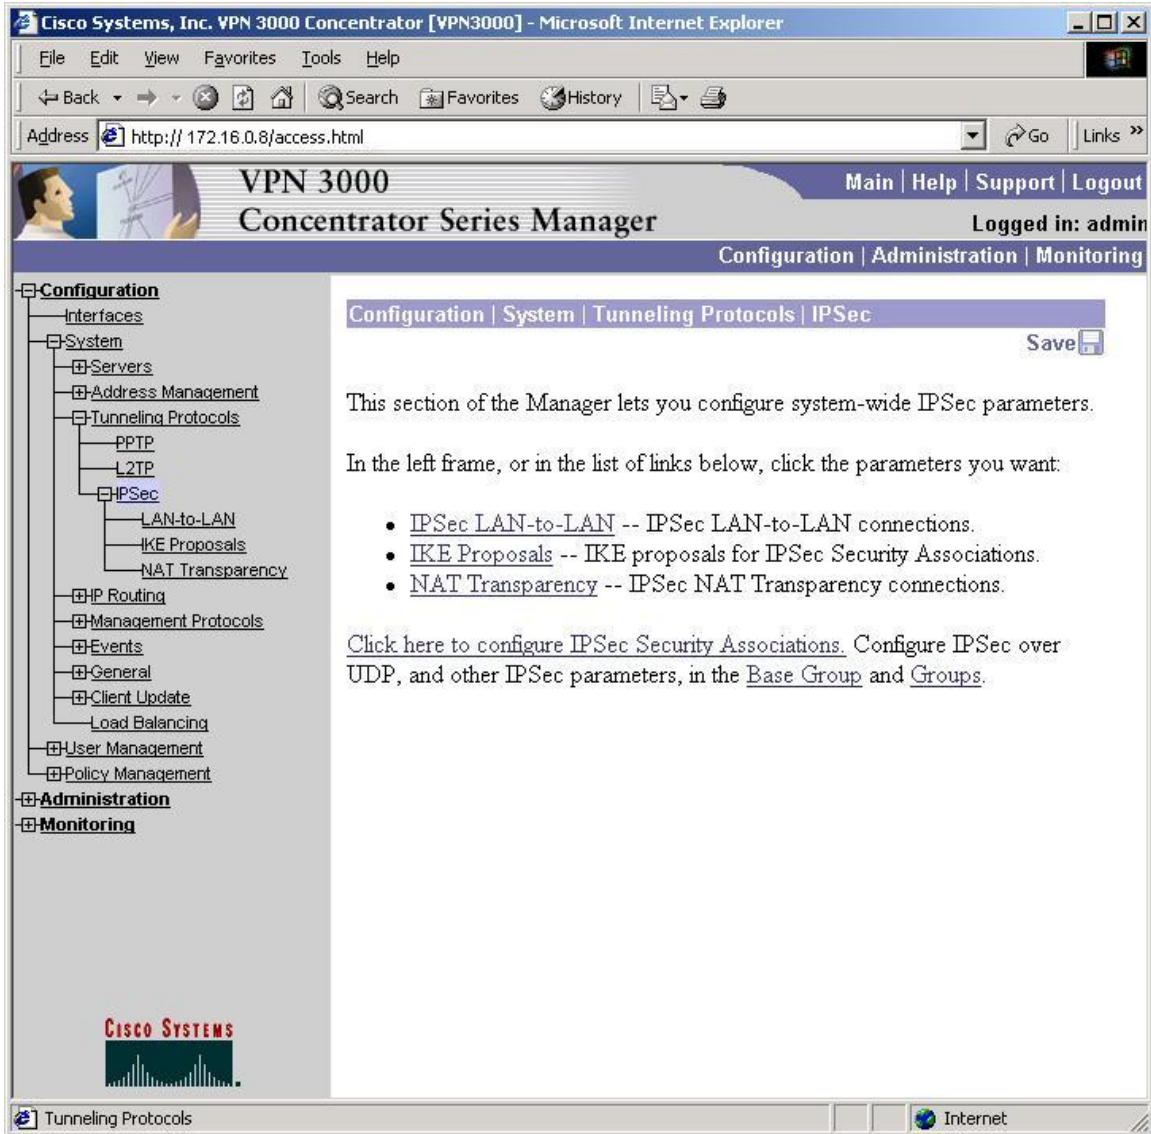 Cisco Systems, Inc. VPN 3000 Concentrator [VPN3000] - Microsoft Internet Explorer
File Edit View Favorites Tools Help
Back Search Favorites History
Address http:// 172.16.0.8/access.html Go Links »
VPN 3000
Concentrator Series Manager
Main | Help | Support | Logout
Logged in: admin
Configuration | Administration | Monitoring
Configuration
Interfaces
System
Servers
Address Management
Tunneling Protocols
PPTP
L2TP
IPSec
LAN-to-LAN
IKE Proposals
NAT Transparency
IP Routing
Management Protocols
Events
General
Client Update
Load Balancing
User Management
Policy Management
Administration
Monitoring
CISCO SYSTEMS
Configuration | System | Tunneling Protocols | IPSec
Save
This section of the Manager lets you configure system-wide IPSec parameters.
In the left frame, or in the list of links below, click the parameters you want:
• IPSec LAN-to-LAN -- IPSec LAN-to-LAN connections.
• IKE Proposals -- IKE proposals for IPSec Security Associations.
• NAT Transparency -- IPSec NAT Transparency connections.
Click here to configure IPSec Security Associations. Configure IPSec over
UDP, and other IPSec parameters, in the Base Group and Groups.
Tunneling Protocols
Internet